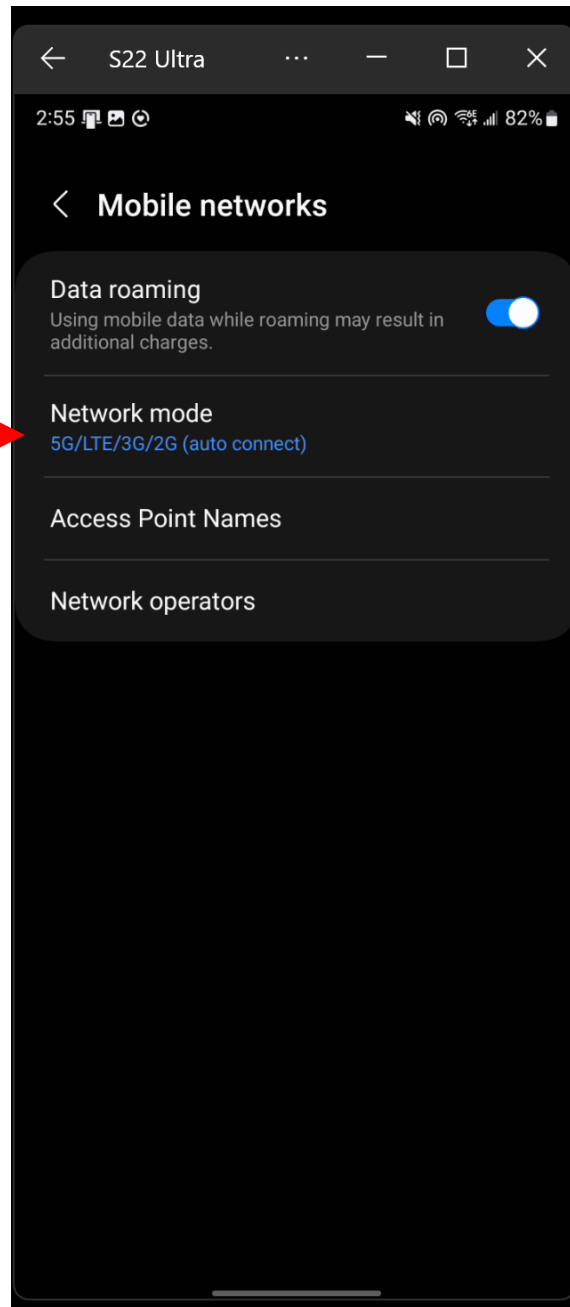 S22 Ultra
2:55 82%
Mobile networks
Data roaming
Using mobile data while roaming may result in
additional charges.
Network mode
5G/LTE/3G/2G (auto connect)
Access Point Names
Network operators